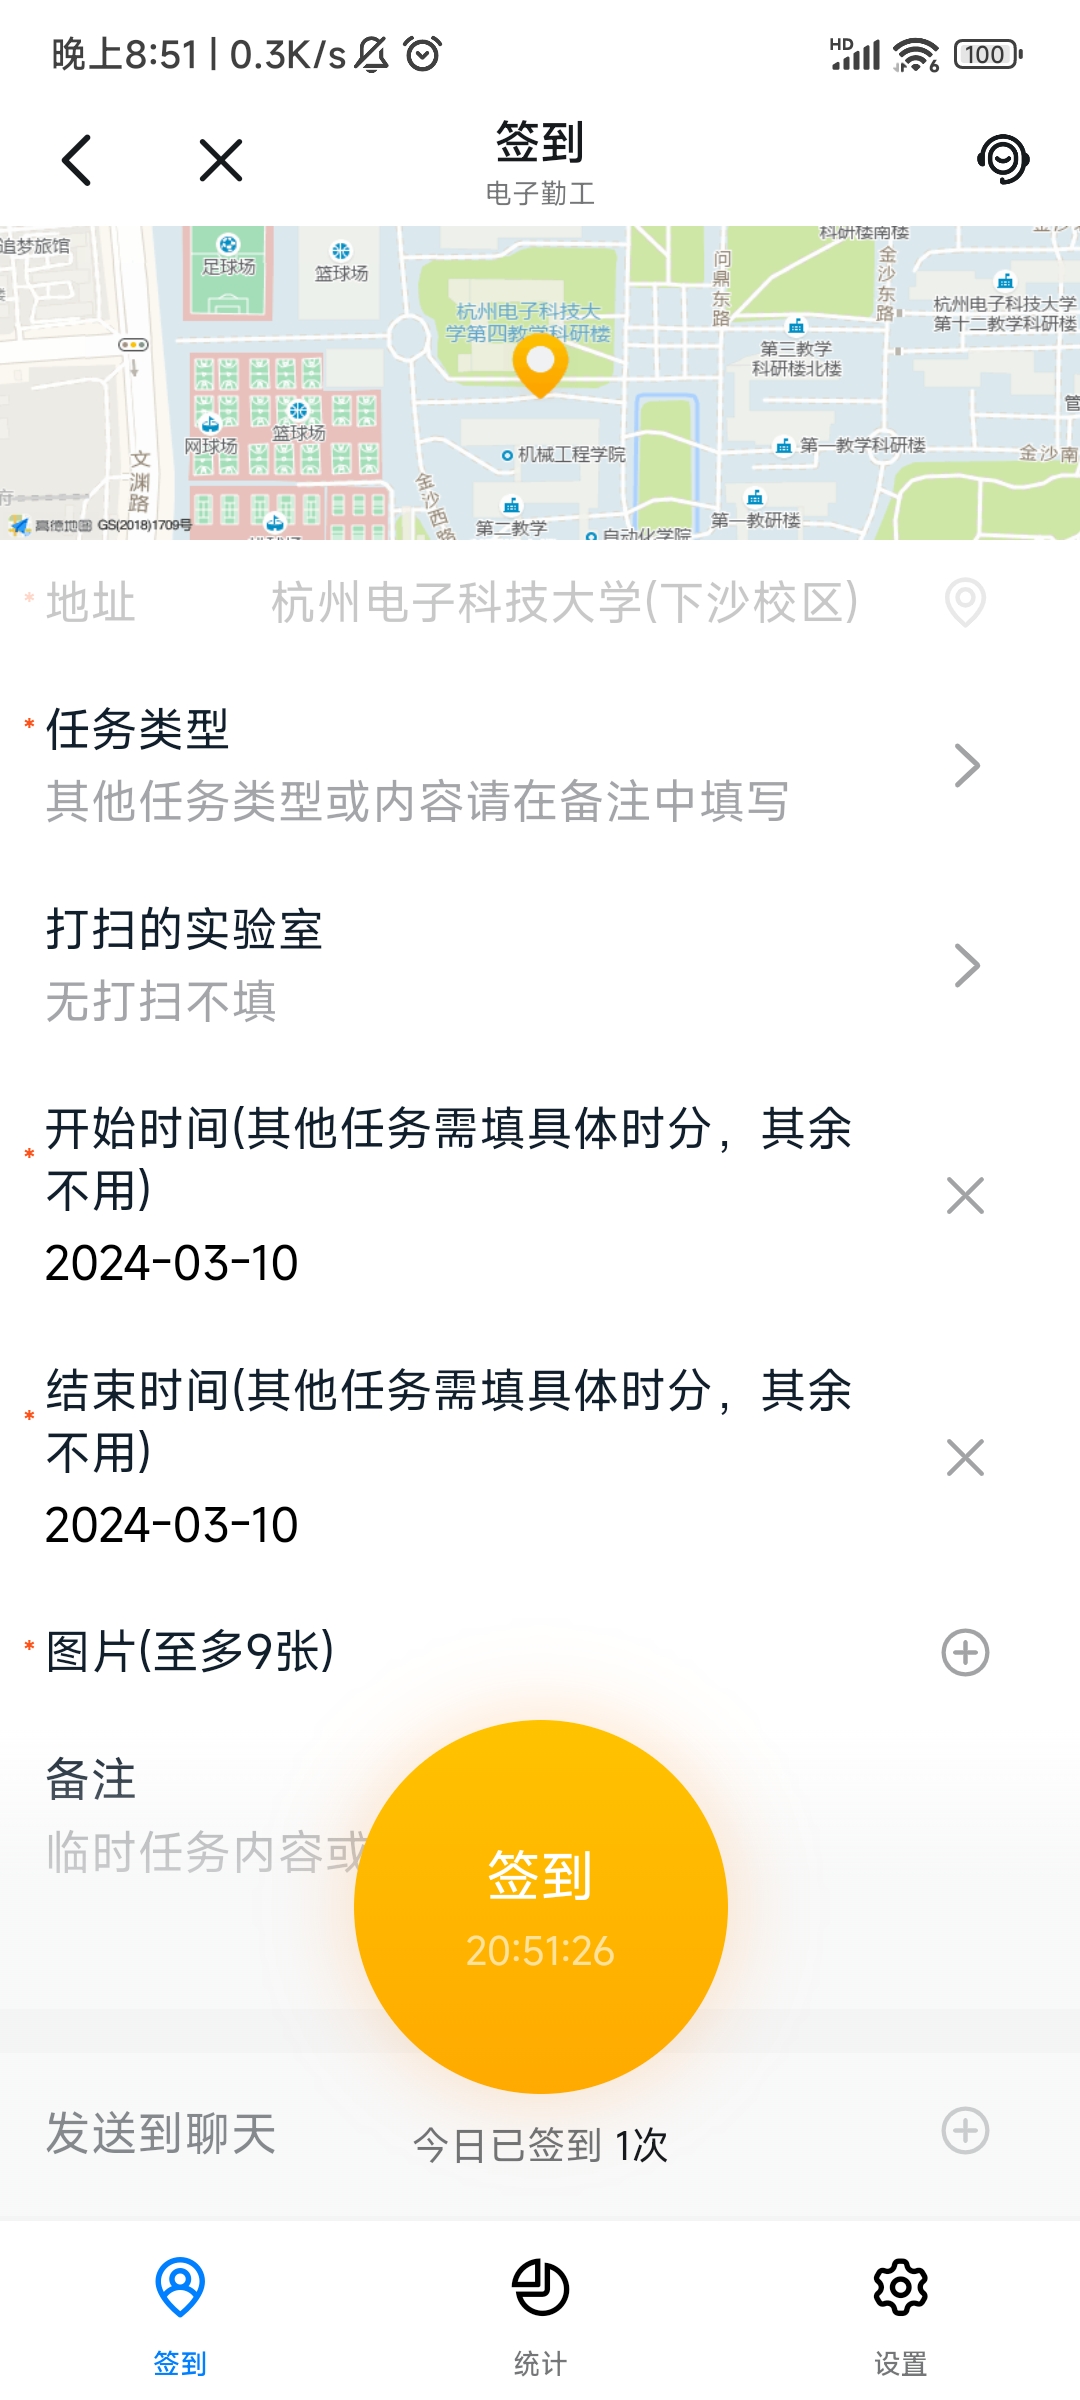 晚上8:51 | 0.3K/s
HD
6
100
签到
电子勤工
追梦旅馆
足球场
篮球场
杭州电子科技大
学第四教学科研楼
问鼎东路
科研楼南楼
金沙东路
杭州电子科技大学
第十二教学科研楼
第三教学
科研楼北楼
网球场
篮球场
文渊路
机械工程学院
第一教学科研楼
金沙南
管
金沙西路
第二教学
第一教研楼
自动化学院
府
高德地图 GS(2018)1709号
* 地址 杭州电子科技大学(下沙校区)
* 任务类型
其他任务类型或内容请在备注中填写
打扫的实验室
无打扫不填
* 开始时间(其他任务需填具体时分，其余
不用)
2024-03-10
* 结束时间(其他任务需填具体时分，其余
不用)
2024-03-10
* 图片(至多9张)
备注
临时任务内容或
签到
20:51:26
发送到聊天
今日已签到 1次
签到
统计
设置